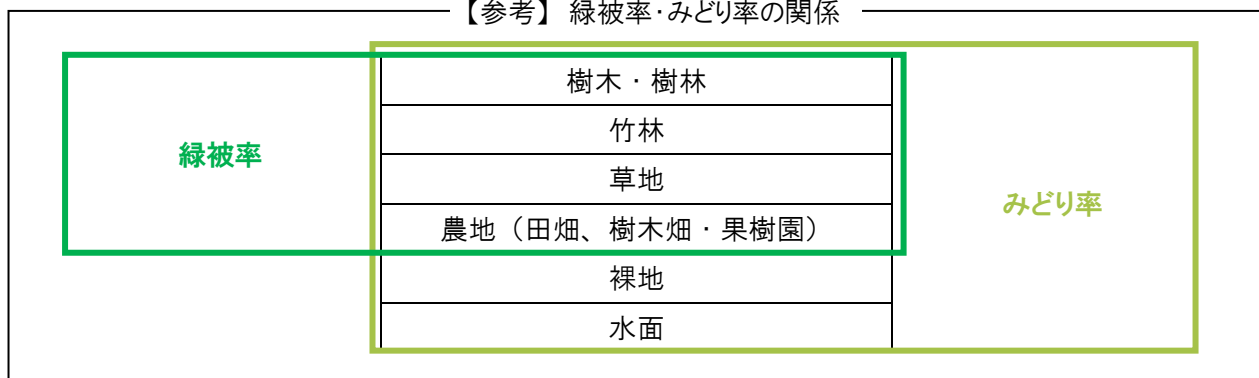 【参考】 緑被率・みどり率の関係
樹木・樹林
竹林
緑被率
草地
みどり率
農地（田畑、樹木畑・果樹園）
裸地
水面